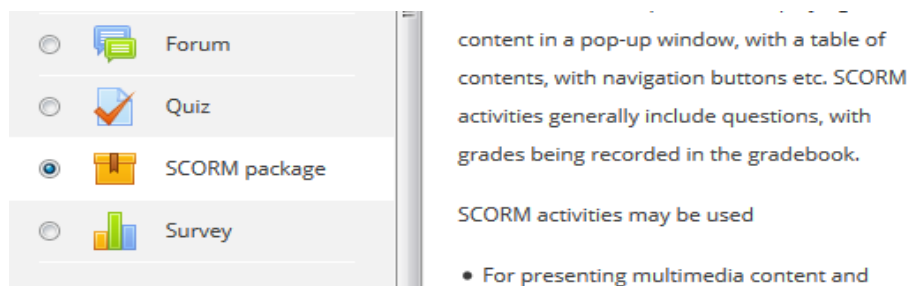 Forum
Quiz
SCORM package
Survey
content in a pop-up window, with a table of
contents, with navigation buttons etc. SCORM
activities generally include questions, with
grades being recorded in the gradebook.
SCORM activities may be used
• For presenting multimedia content and